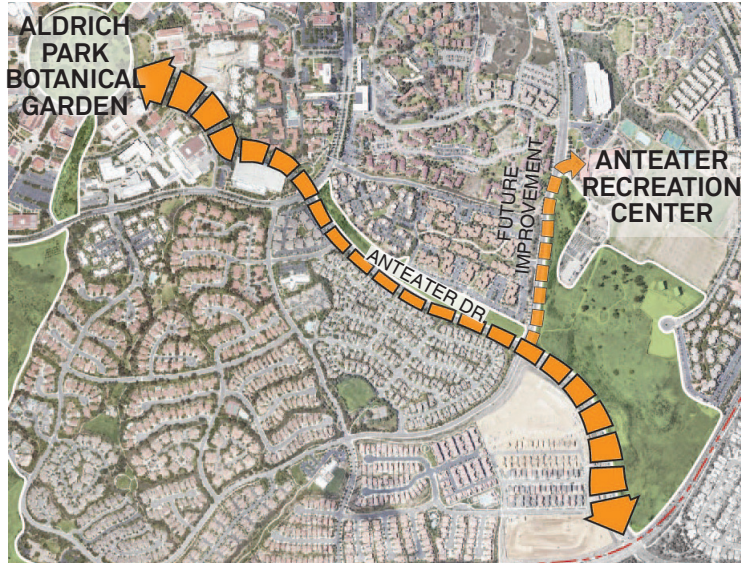 ALDRICH
PARK
BOTANICAL
GARDEN
ANTEATER
RECREATION
CENTER
FUTURE
IMPROVEMENT
ANTEATER DR.